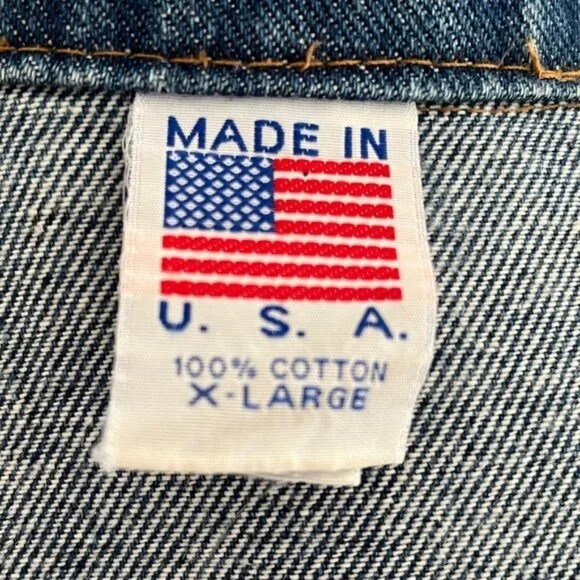 MADE IN
U. S. A.
100% COTTON
X-LARGE